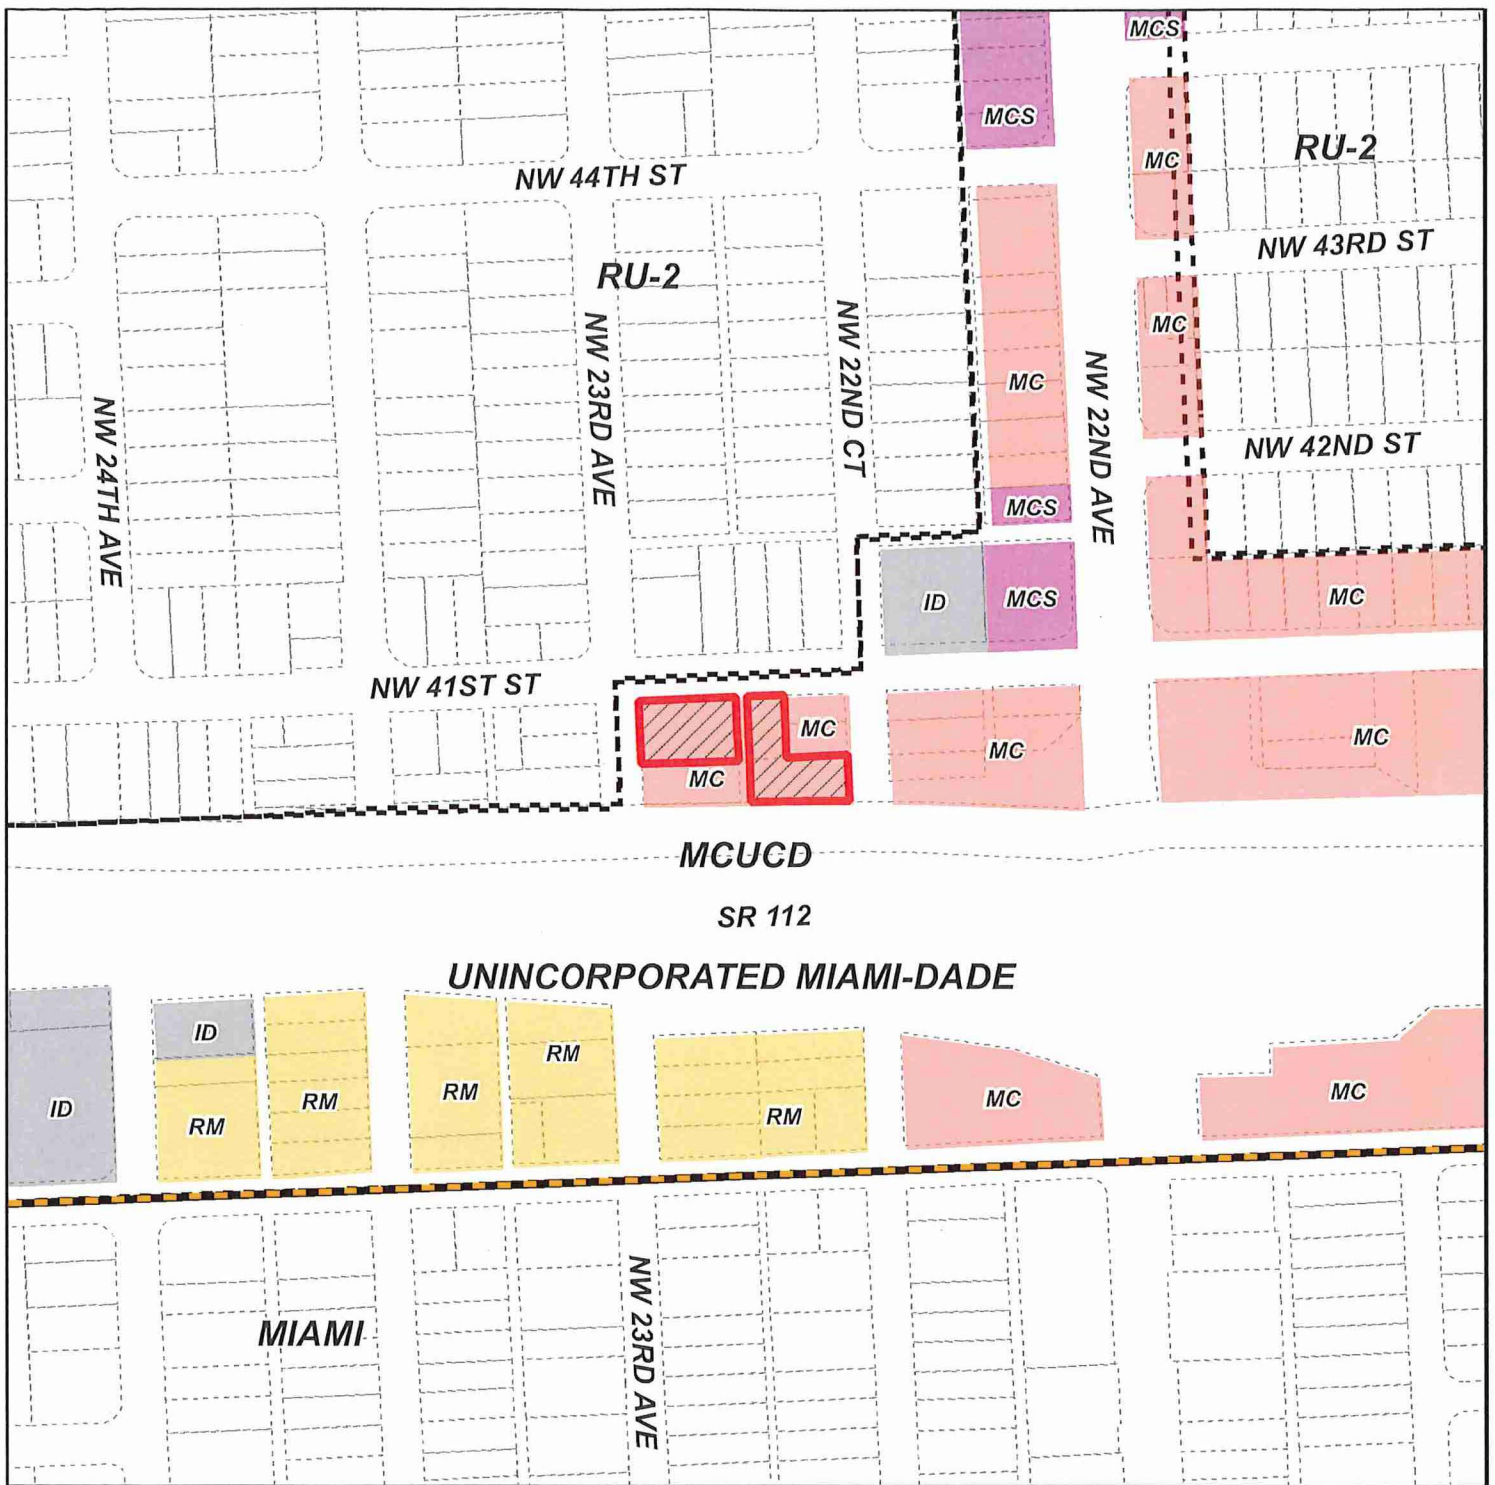 MCS
MCS
RU-2
MC
NW 44TH ST
NW 43RD ST
RU-2
NW 23RD AVE
NW 22ND CT
MC
MC
NW 22ND AVE
NW 24TH AVE
NW 42ND ST
MCS
ID
MCS
MC
NW 41ST ST
MC
MC
MC
MC
MCUCD
SR 112
UNINCORPORATED MIAMI-DADE
ID
RM
RM
RM
MC
MC
ID
RM
RM
MIAMI
NW 23RD AVE